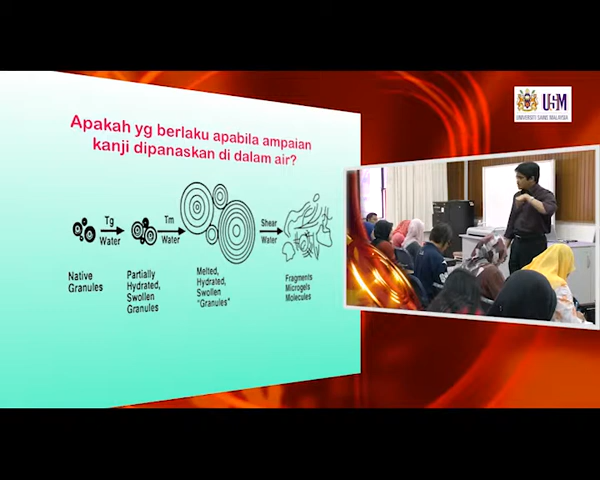 Apakah yg berlaku apabila ampaian
kanji dipanaskan di dalam air?
Tg
Water
Tm
Water
Shear
Water
Native
Granules
Partially
Hydrated,
Swollen
Granules
Melted,
Hydrated,
Swollen
"Granules"
Fragments
Microgels
Molecules
USM
UNIVERSITI SAINS MALAYSIA